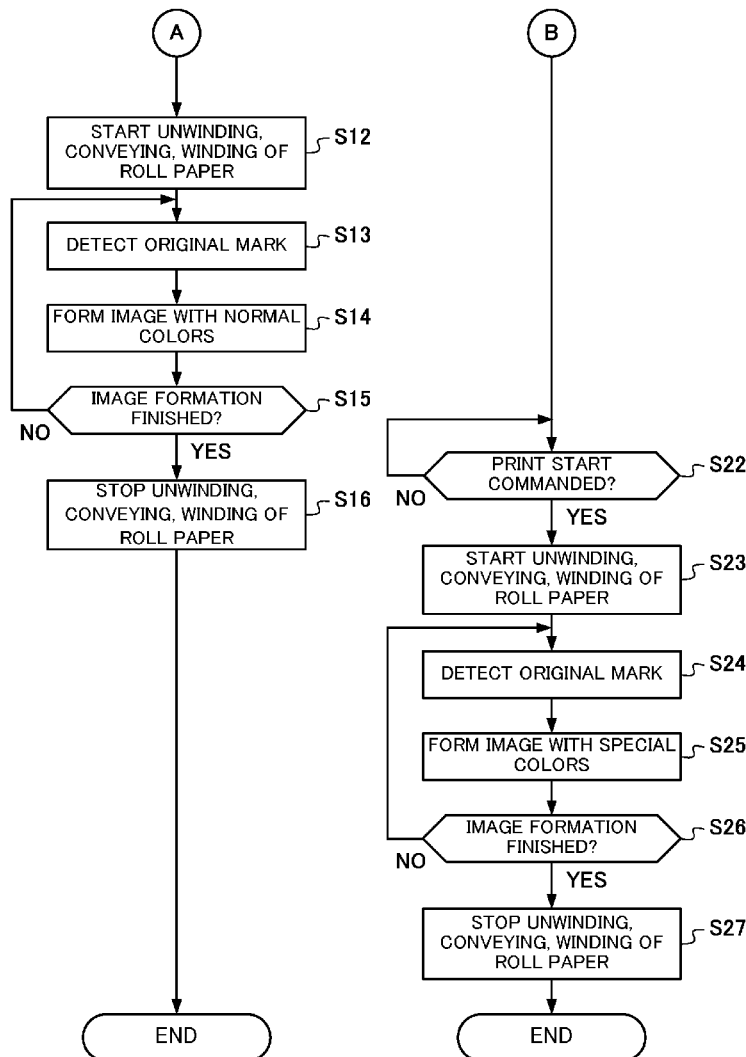 A
START UNWINDING,
CONVEYING, WINDING OF
ROLL PAPER
S12
DETECT ORIGINAL MARK
S13
FORM IMAGE WITH NORMAL
COLORS
S14
IMAGE FORMATION
FINISHED?
S15
NO
YES
STOP UNWINDING,
CONVEYING, WINDING OF
ROLL PAPER
S16
END
B
PRINT START
COMMANDED?
S22
NO
YES
START UNWINDING,
CONVEYING, WINDING OF
ROLL PAPER
S23
DETECT ORIGINAL MARK
S24
FORM IMAGE WITH SPECIAL
COLORS
S25
IMAGE FORMATION
FINISHED?
S26
NO
YES
STOP UNWINDING,
CONVEYING, WINDING OF
ROLL PAPER
S27
END